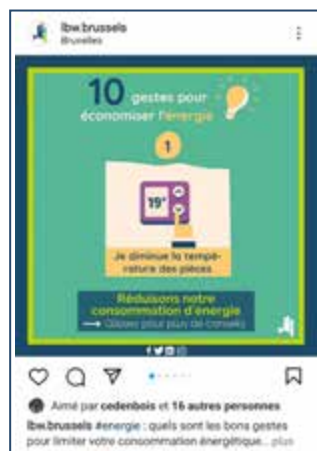 lbw.brussels
Bruxelles
10 gestes pour
économiser l'énergie
1
19°
Je diminue la tempé-
rature des pièces
Réduisons notre
consommation d'énergie
→ Glissez pour plus de conseils
Aimé par cedenbois et 16 autres personnes
lbw.brussels #energie : quels sont les bons gestes
pour limiter votre consommation énergétique... plus